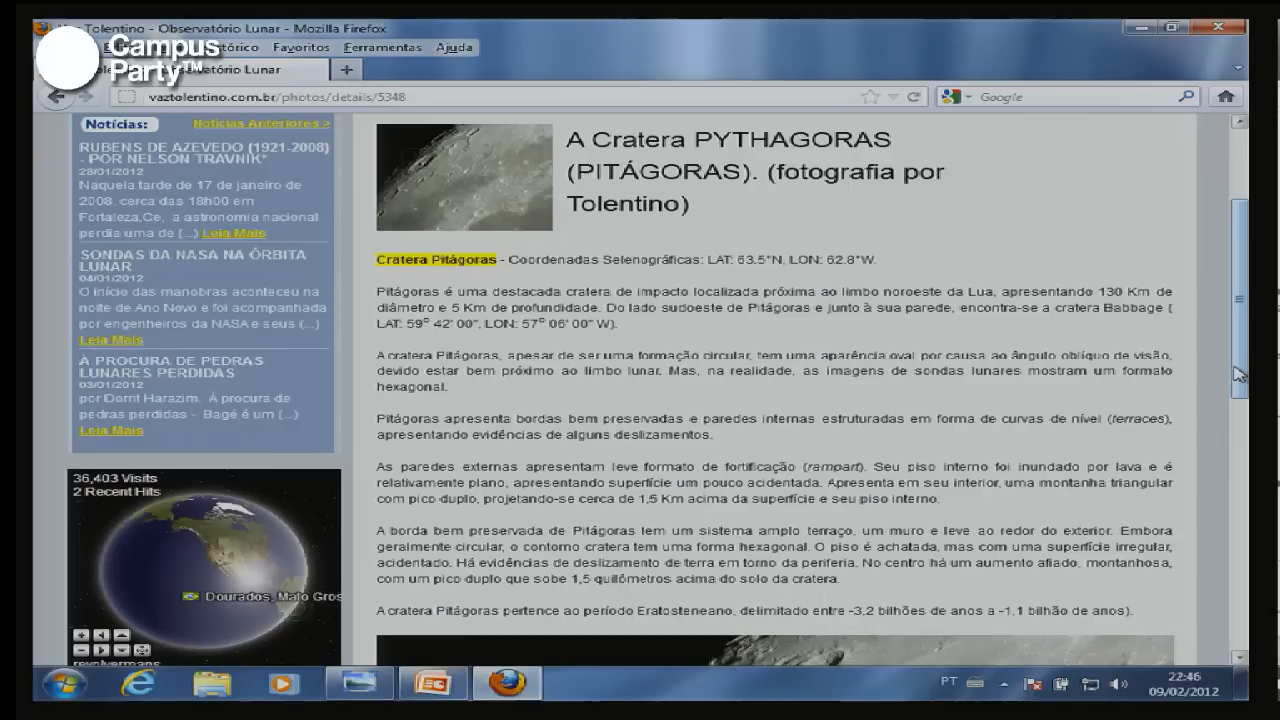 Tolentino - Observatório Lunar - Mozilla Firefox
Campus
Party™
Histórico Favoritos Ferramentas Ajuda
Observatório Lunar
vaztolentino.com.br/photos/details/5348
Google
Notícias: Notícias Anteriores >
RUBENS DE AZEVEDO (1921-2008)
- POR NELSON TRAVNIK*
28/01/2012
Naquela tarde de 17 de janeiro de
2008, cerca das 18h00 em
Fortaleza,Ce, a astronomia nacional
perdia uma de (...) Leia Mais
SONDAS DA NASA NA ÓRBITA
LUNAR
04/01/2012
O início das manobras aconteceu na
noite de Ano Novo e foi acompanhada
por engenheiros da NASA e seus (...)
Leia Mais
À PROCURA DE PEDRAS
LUNARES PERDIDAS
03/01/2012
por Dorrit Harazim. À procura de
pedras perdidas - Bagé é um (...)
Leia Mais
36,403 Visits
2 Recent Hits
Dourados, Mato Gros
revolvermaps
A Cratera PYTHAGORAS
(PITÁGORAS). (fotografia por
Tolentino)
Cratera Pitágoras - Coordenadas Selenográficas: LAT: 63.5°N, LON: 62.8°W.
Pitágoras é uma destacada cratera de impacto localizada próxima ao limbo noroeste da Lua, apresentando 130 Km de
diâmetro e 5 Km de profundidade. Do lado sudoeste de Pitágoras e junto à sua parede, encontra-se a cratera Babbage (
LAT: 59º 42' 00", LON: 57º 06' 00" W).
A cratera Pitágoras, apesar de ser uma formação circular, tem uma aparência oval por causa ao ângulo oblíquo de visão,
devido estar bem próximo ao limbo lunar. Mas, na realidade, as imagens de sondas lunares mostram um formato
hexagonal.
Pitágoras apresenta bordas bem preservadas e paredes internas estruturadas em forma de curvas de nível (terraces),
apresentando evidências de alguns deslizamentos.
As paredes externas apresentam leve formato de fortificação (rampart). Seu piso interno foi inundado por lava e é
relativamente plano, apresentando superfície um pouco acidentada. Apresenta em seu interior, uma montanha triangular
com pico duplo, projetando-se cerca de 1,5 Km acima da superfície e seu piso interno.
A borda bem preservada de Pitágoras tem um sistema amplo terraço, um muro e leve ao redor do exterior. Embora
geralmente circular, o contorno cratera tem uma forma hexagonal. O piso é achatada, mas com uma superfície irregular,
acidentado. Há evidências de deslizamento de terra em torno da periferia. No centro há um aumento afiado, montanhosa,
com um pico duplo que sobe 1,5 quilômetros acima do solo da cratera.
A cratera Pitágoras pertence ao período Eratosteneano, delimitado entre -3,2 bilhões de anos a -1,1 bilhão de anos).
PT
22:46
09/02/2012